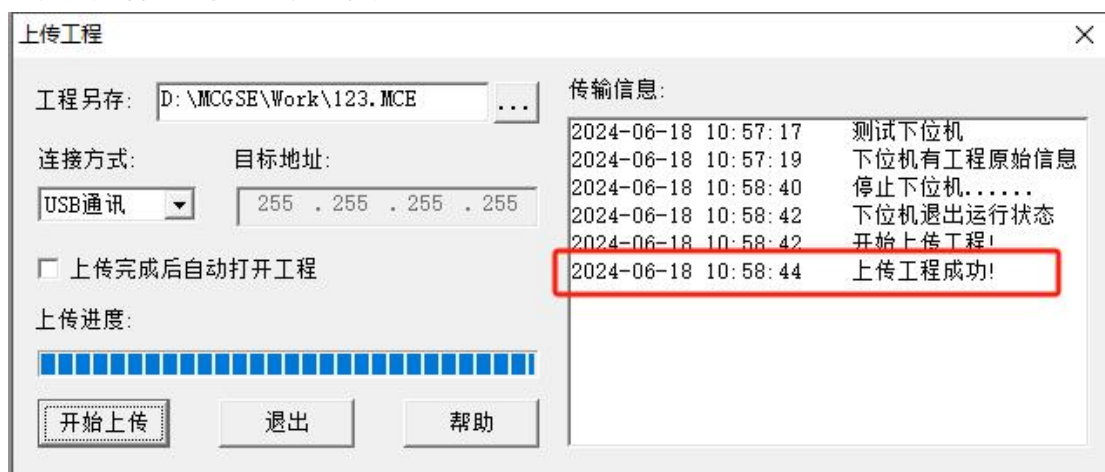 上传工程
工程另存: D:\MCGSE\Work\123.MCE ...
连接方式: 目标地址:
USB通讯 255 . 255 . 255 . 255
上传完成后自动打开工程
上传进度:
开始上传 退出 帮助
传输信息:
2024-06-18 10:57:17 测试下位机
2024-06-18 10:57:19 下位机有工程原始信息
2024-06-18 10:58:40 停止下位机......
2024-06-18 10:58:42 下位机退出运行状态
2024-06-18 10:58:42 开始上传工程!
2024-06-18 10:58:44 上传工程成功!